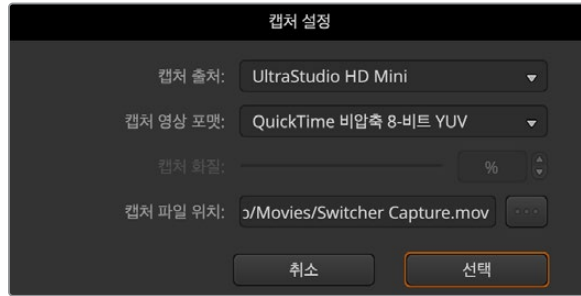 캡처 설정
캡처 출처: UltraStudio HD Mini
캡처 영상 포맷: QuickTime 비압축 8-비트 YUV
캡처 화질: %
캡처 파일 위치: ɔ/Movies/Switcher Capture.mov ...
취소 선택